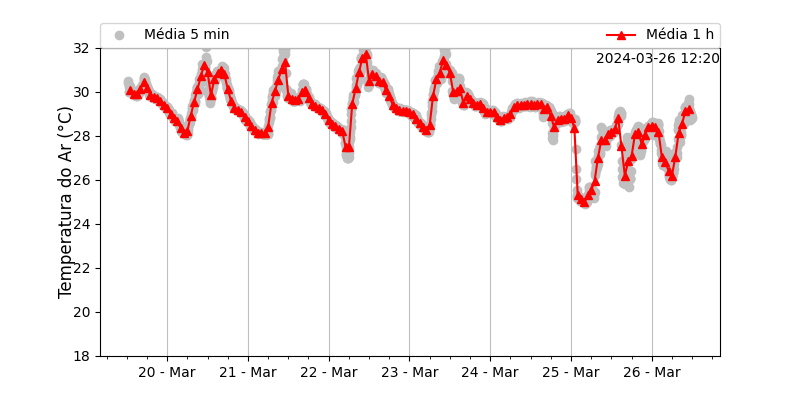 Média 5 min
Média 1 h
2024-03-26 12:20
Temperatura do Ar (°C)
32
30
28
26
24
22
20
18
20 - Mar
21 - Mar
22 - Mar
23 - Mar
24 - Mar
25 - Mar
26 - Mar